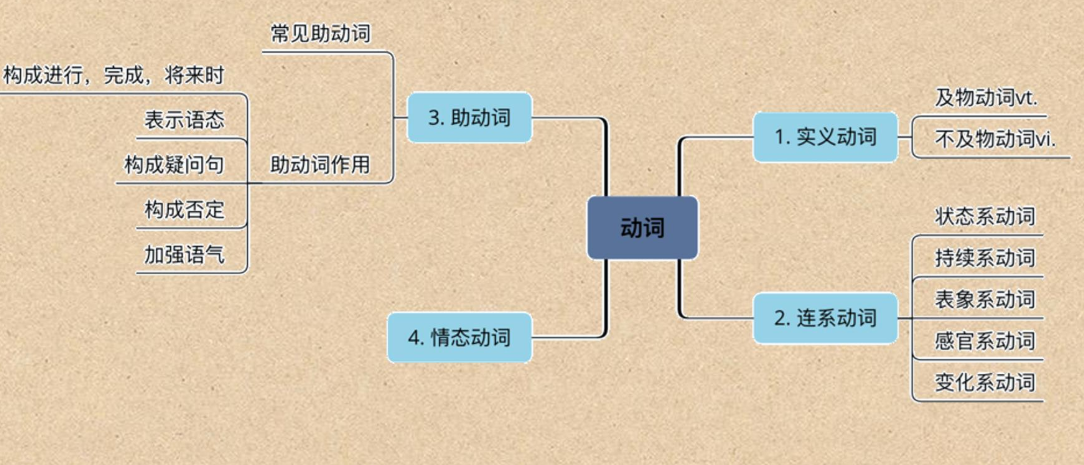 动词
1. 实义动词
及物动词vt.
不及物动词vi.
2. 连系动词
状态系动词
持续系动词
表象系动词
感官系动词
变化系动词
3. 助动词
常见助动词
助动词作用
构成进行，完成，将来时
表示语态
构成疑问句
构成否定
加强语气
4. 情态动词